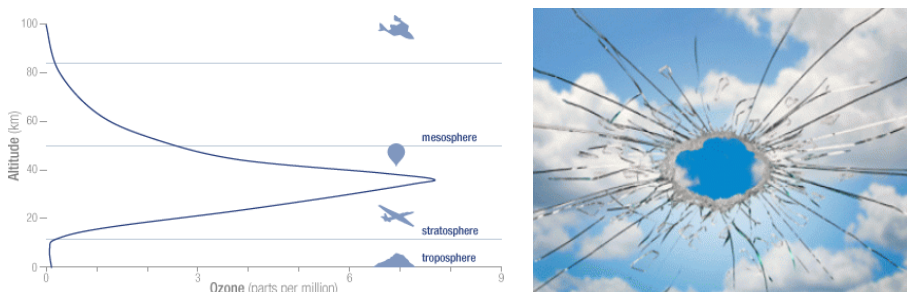 100
80
60
40
20
0
Altitude (km)
mesosphere
stratosphere
troposphere
0
3
6
9
Ozone (parts per million)